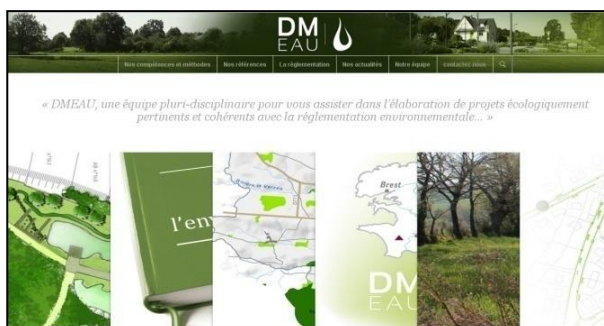 DM
EAU
Nos compétences et méthodes Nos références La réglementation Nos actualités Notre équipe contactez-nous
« DMEAU, une équipe pluri-disciplinaire pour vous assister dans l'élaboration de projets écologiquement
pertinents et cohérents avec la réglementation environnementale... »
l'env
Brest
DM
EAU